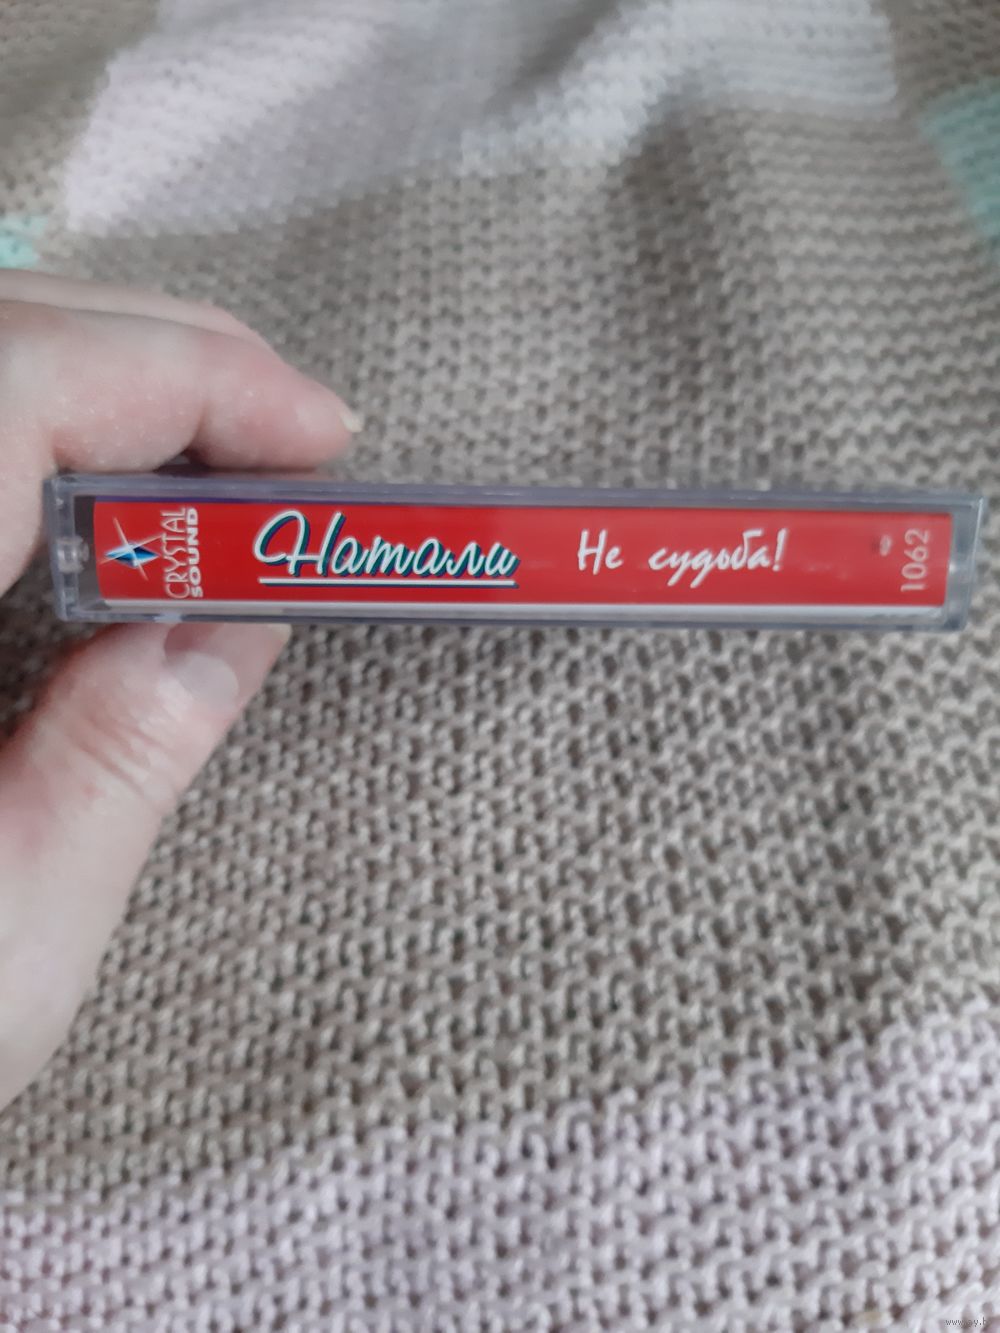 CRYSTAL
SOUND
Натали
Не судьба!
1062